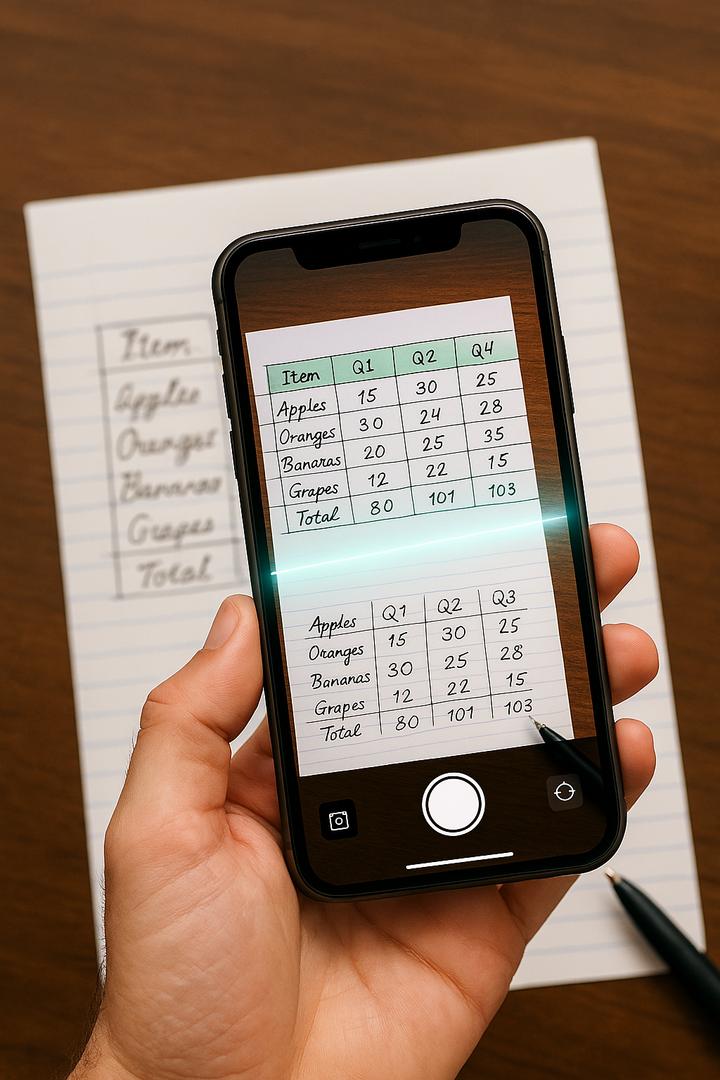 Item
Apples
Oranges
Bananas
Grapes
Total
Item Q1 Q2 Q4
Apples 15 30 25
Oranges 30 24 28
Bananas 20 25 35
Grapes 12 22 15
Total 80 101 103
Apples Q1 Q2 Q3
Oranges 15 30 25
Bananas 30 25 28
Grapes 12 22 15
Total 80 101 103